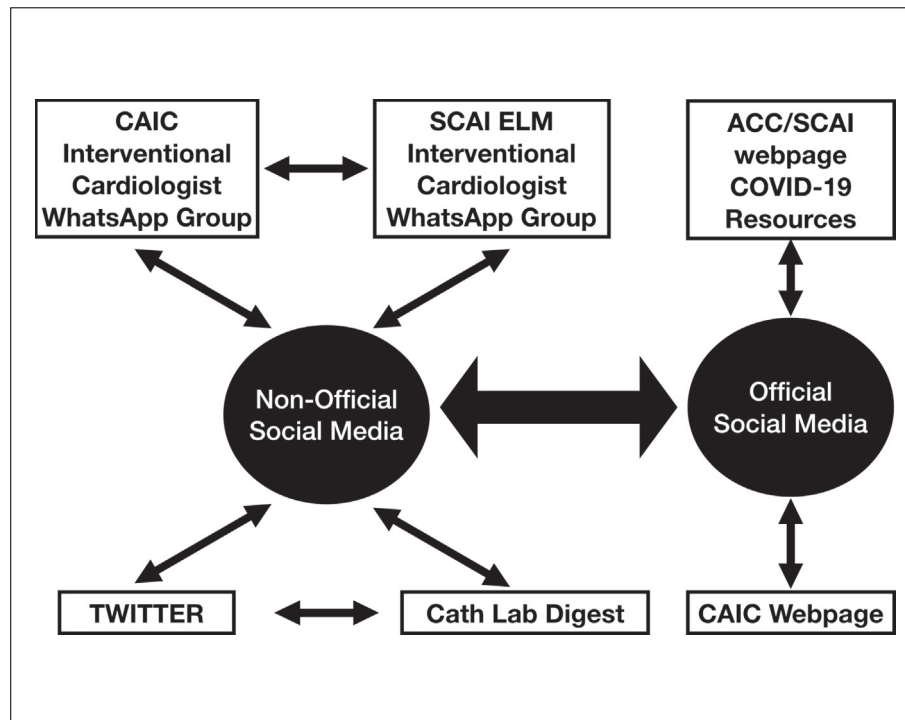 CAIC
Interventional
Cardiologist
WhatsApp Group
SCAI ELM
Interventional
Cardiologist
WhatsApp Group
ACC/SCAI
webpage
COVID-19
Resources
Non-Official
Social Media
Official
Social Media
TWITTER
Cath Lab Digest
CAIC Webpage